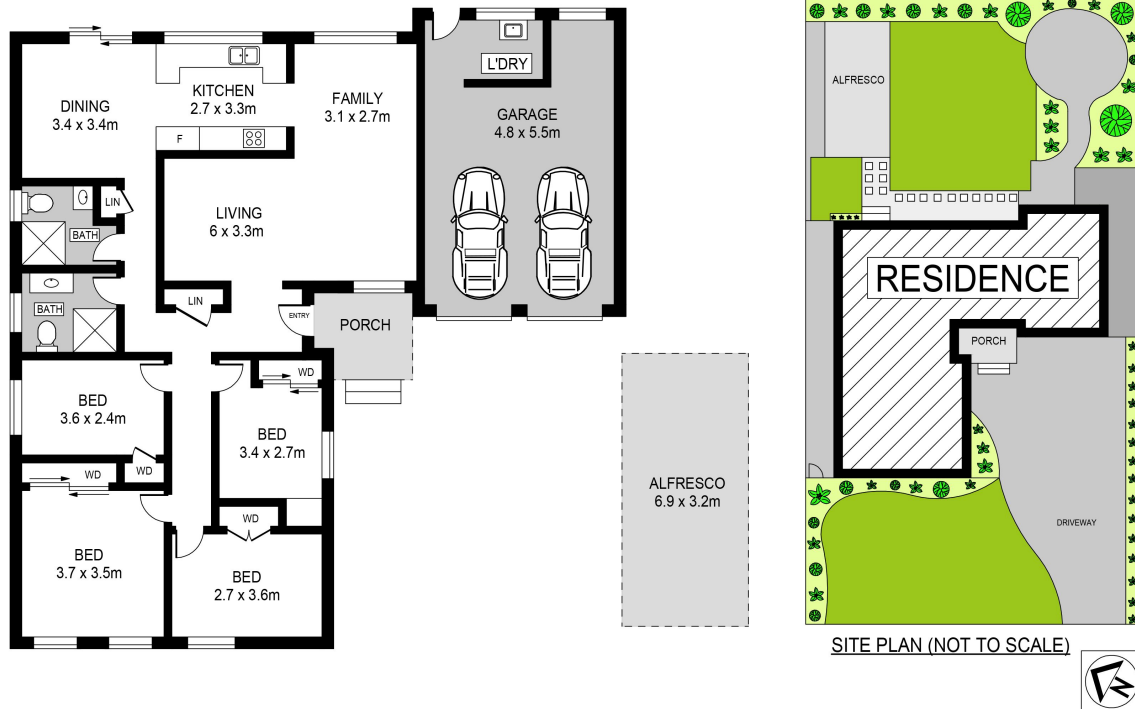 L'DRY
KITCHEN
2.7 x 3.3m
FAMILY
3.1 x 2.7m
DINING
3.4 x 3.4m
GARAGE
4.8 x 5.5m
F
LIN
BATH
LIVING
6 x 3.3m
BATH
LIN
ENTRY
PORCH
WD
BED
3.6 x 2.4m
BED
3.4 x 2.7m
WD
WD
WD
BED
3.7 x 3.5m
BED
2.7 x 3.6m
ALFRESCO
6.9 x 3.2m
ALFRESCO
RESIDENCE
PORCH
DRIVEWAY
SITE PLAN (NOT TO SCALE)
N